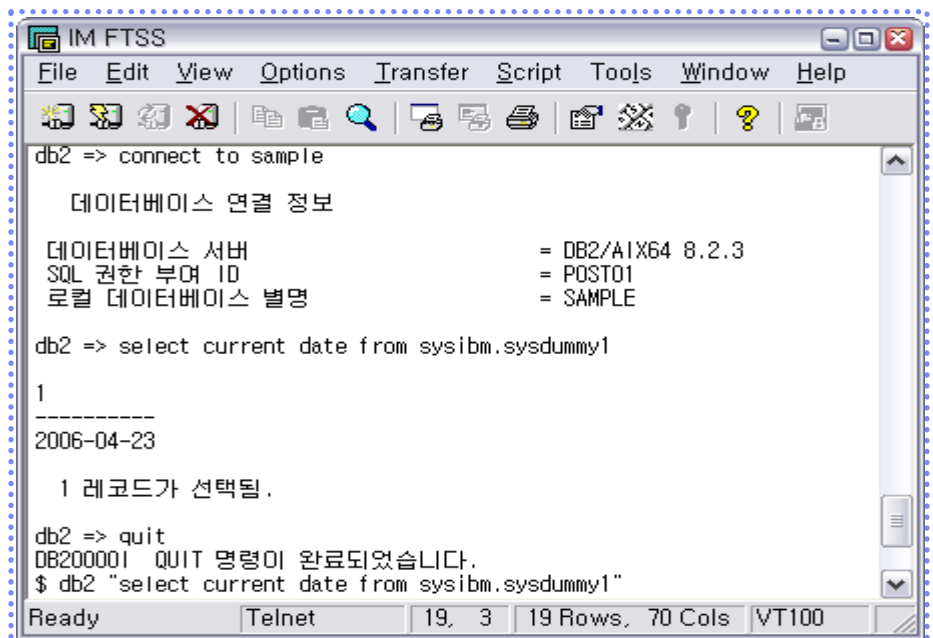 IM FTSS
File Edit View Options Transfer Script Tools Window Help
db2 => connect to sample
데이터베이스 연결 정보
데이터베이스 서버 = DB2/AIX64 8.2.3
SQL 권한 부여 ID = POST01
로컬 데이터베이스 별명 = SAMPLE
db2 => select current date from sysibm.sysdummy1
1
----------
2006-04-23
1 레코드가 선택됨.
db2 => quit
DB20000I QUIT 명령이 완료되었습니다.
$ db2 "select current date from sysibm.sysdummy1"
Ready Telnet 19, 3 19 Rows, 70 Cols VT100